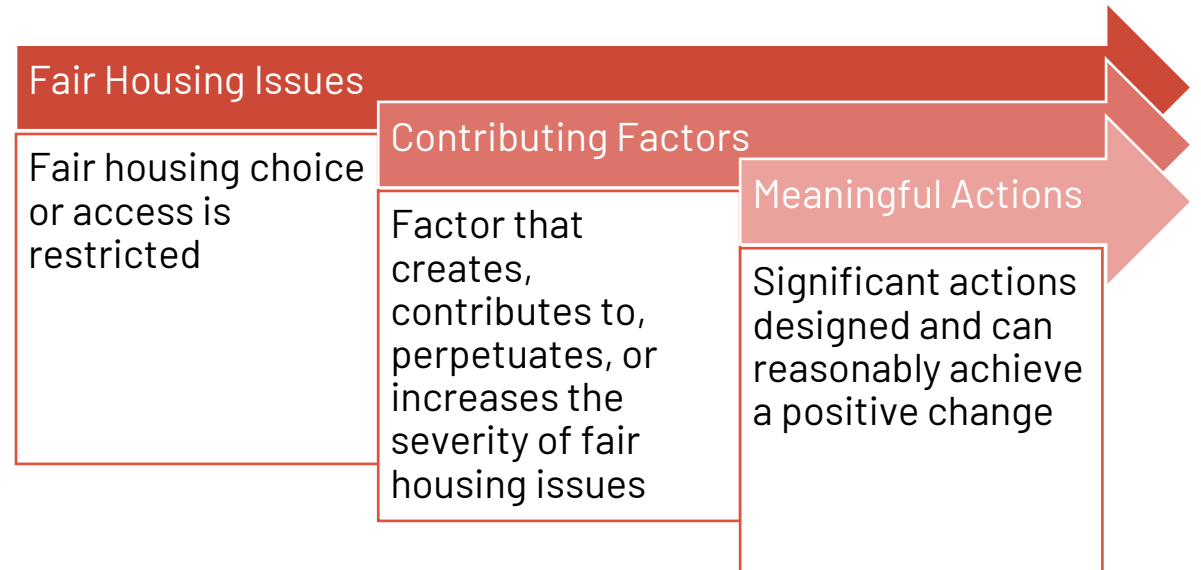 Fair Housing Issues
Fair housing choice
or access is
restricted
Contributing Factors
Factor that
creates,
contributes to,
perpetuates, or
increases the
severity of fair
housing issues
Meaningful Actions
Significant actions
designed and can
reasonably achieve
a positive change